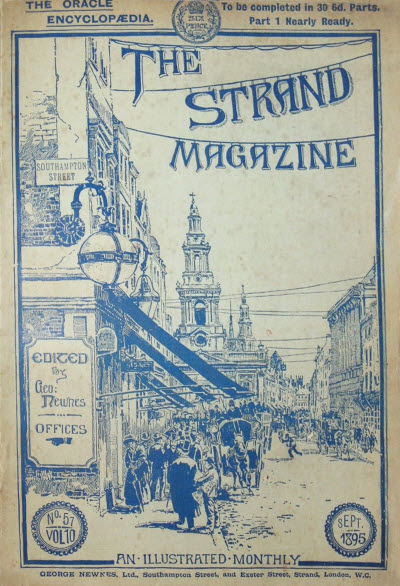 THE ORACLE
ENCYCLOPÆDIA.
SIX
PENCE
To be completed in 30 6d. Parts.
Part 1 Nearly Ready.
THE
STRAND
MAGAZINE
SOUTHAMPTON
STREET
EDITED
by
Geo:
Newnes
OFFICES
No. 57
VOL 10
SEPT.
1895
AN·ILLUSTRATED·MONTHLY
GEORGE NEWNES, Ltd., Southampton Street, and Exeter Street, Strand, London, W.C.